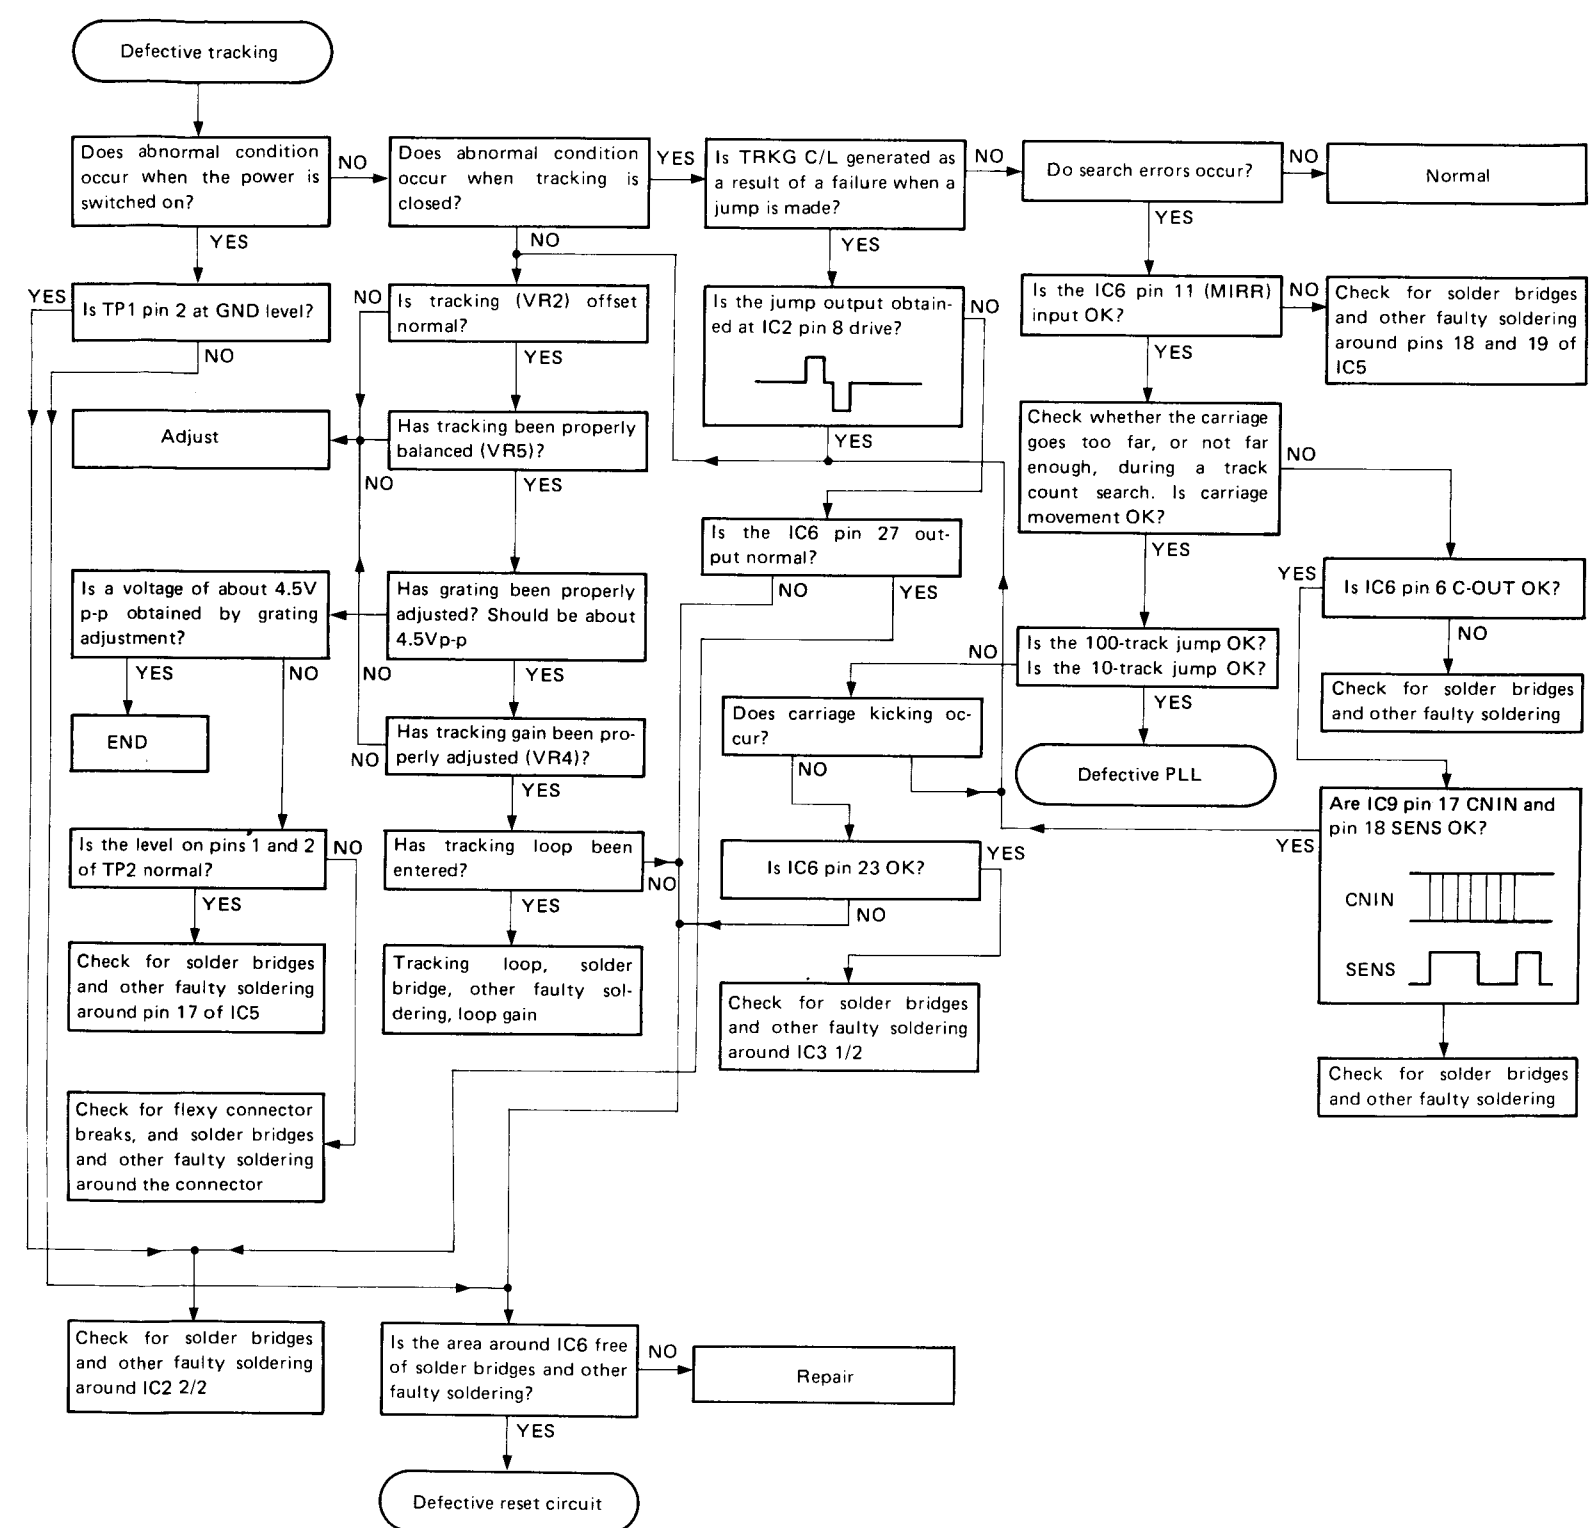 Defective tracking
Does abnormal condition
occur when the power is
switched on?
NO
YES
Does abnormal condition
occur when tracking is
closed?
YES
NO
Is TRKG C/L generated as
a result of a failure when a
jump is made?
NO
YES
Do search errors occur?
NO
YES
Normal
YES
Is TP1 pin 2 at GND level?
NO
NO
Is tracking (VR2) offset
normal?
YES
Is the jump output obtain-
ed at IC2 pin 8 drive?
NO
YES
Is the IC6 pin 11 (MIRR)
input OK?
NO
YES
Check for solder bridges
and other faulty soldering
around pins 18 and 19 of
IC5
Adjust
Has tracking been properly
balanced (VR5)?
NO
YES
Check whether the carriage
goes too far, or not far
enough, during a track
count search. Is carriage
movement OK?
NO
YES
Is the IC6 pin 27 out-
put normal?
NO
YES
Is a voltage of about 4.5V
p-p obtained by grating
adjustment?
YES
NO
Has grating been properly
adjusted? Should be about
4.5Vp-p
NO
YES
YES
Is IC6 pin 6 C-OUT OK?
NO
Is the 100-track jump OK?
Is the 10-track jump OK?
NO
YES
Check for solder bridges
and other faulty soldering
END
Has tracking gain been pro-
perly adjusted (VR4)?
NO
YES
Does carriage kicking oc-
cur?
NO
Defective PLL
Are IC9 pin 17 CNIN and
pin 18 SENS OK?
YES
CNIN
SENS
Is the level on pins 1 and 2
of TP2 normal?
NO
YES
Has tracking loop been
entered?
NO
YES
Is IC6 pin 23 OK?
YES
NO
Check for solder bridges
and other faulty soldering
around pin 17 of IC5
Tracking loop, solder
bridge, other faulty sol-
dering, loop gain
Check for solder bridges
and other faulty soldering
around IC3 1/2
Check for solder bridges
and other faulty soldering
Check for flexy connector
breaks, and solder bridges
and other faulty soldering
around the connector
Check for solder bridges
and other faulty soldering
around IC2 2/2
Is the area around IC6 free
of solder bridges and other
faulty soldering?
NO
YES
Repair
Defective reset circuit